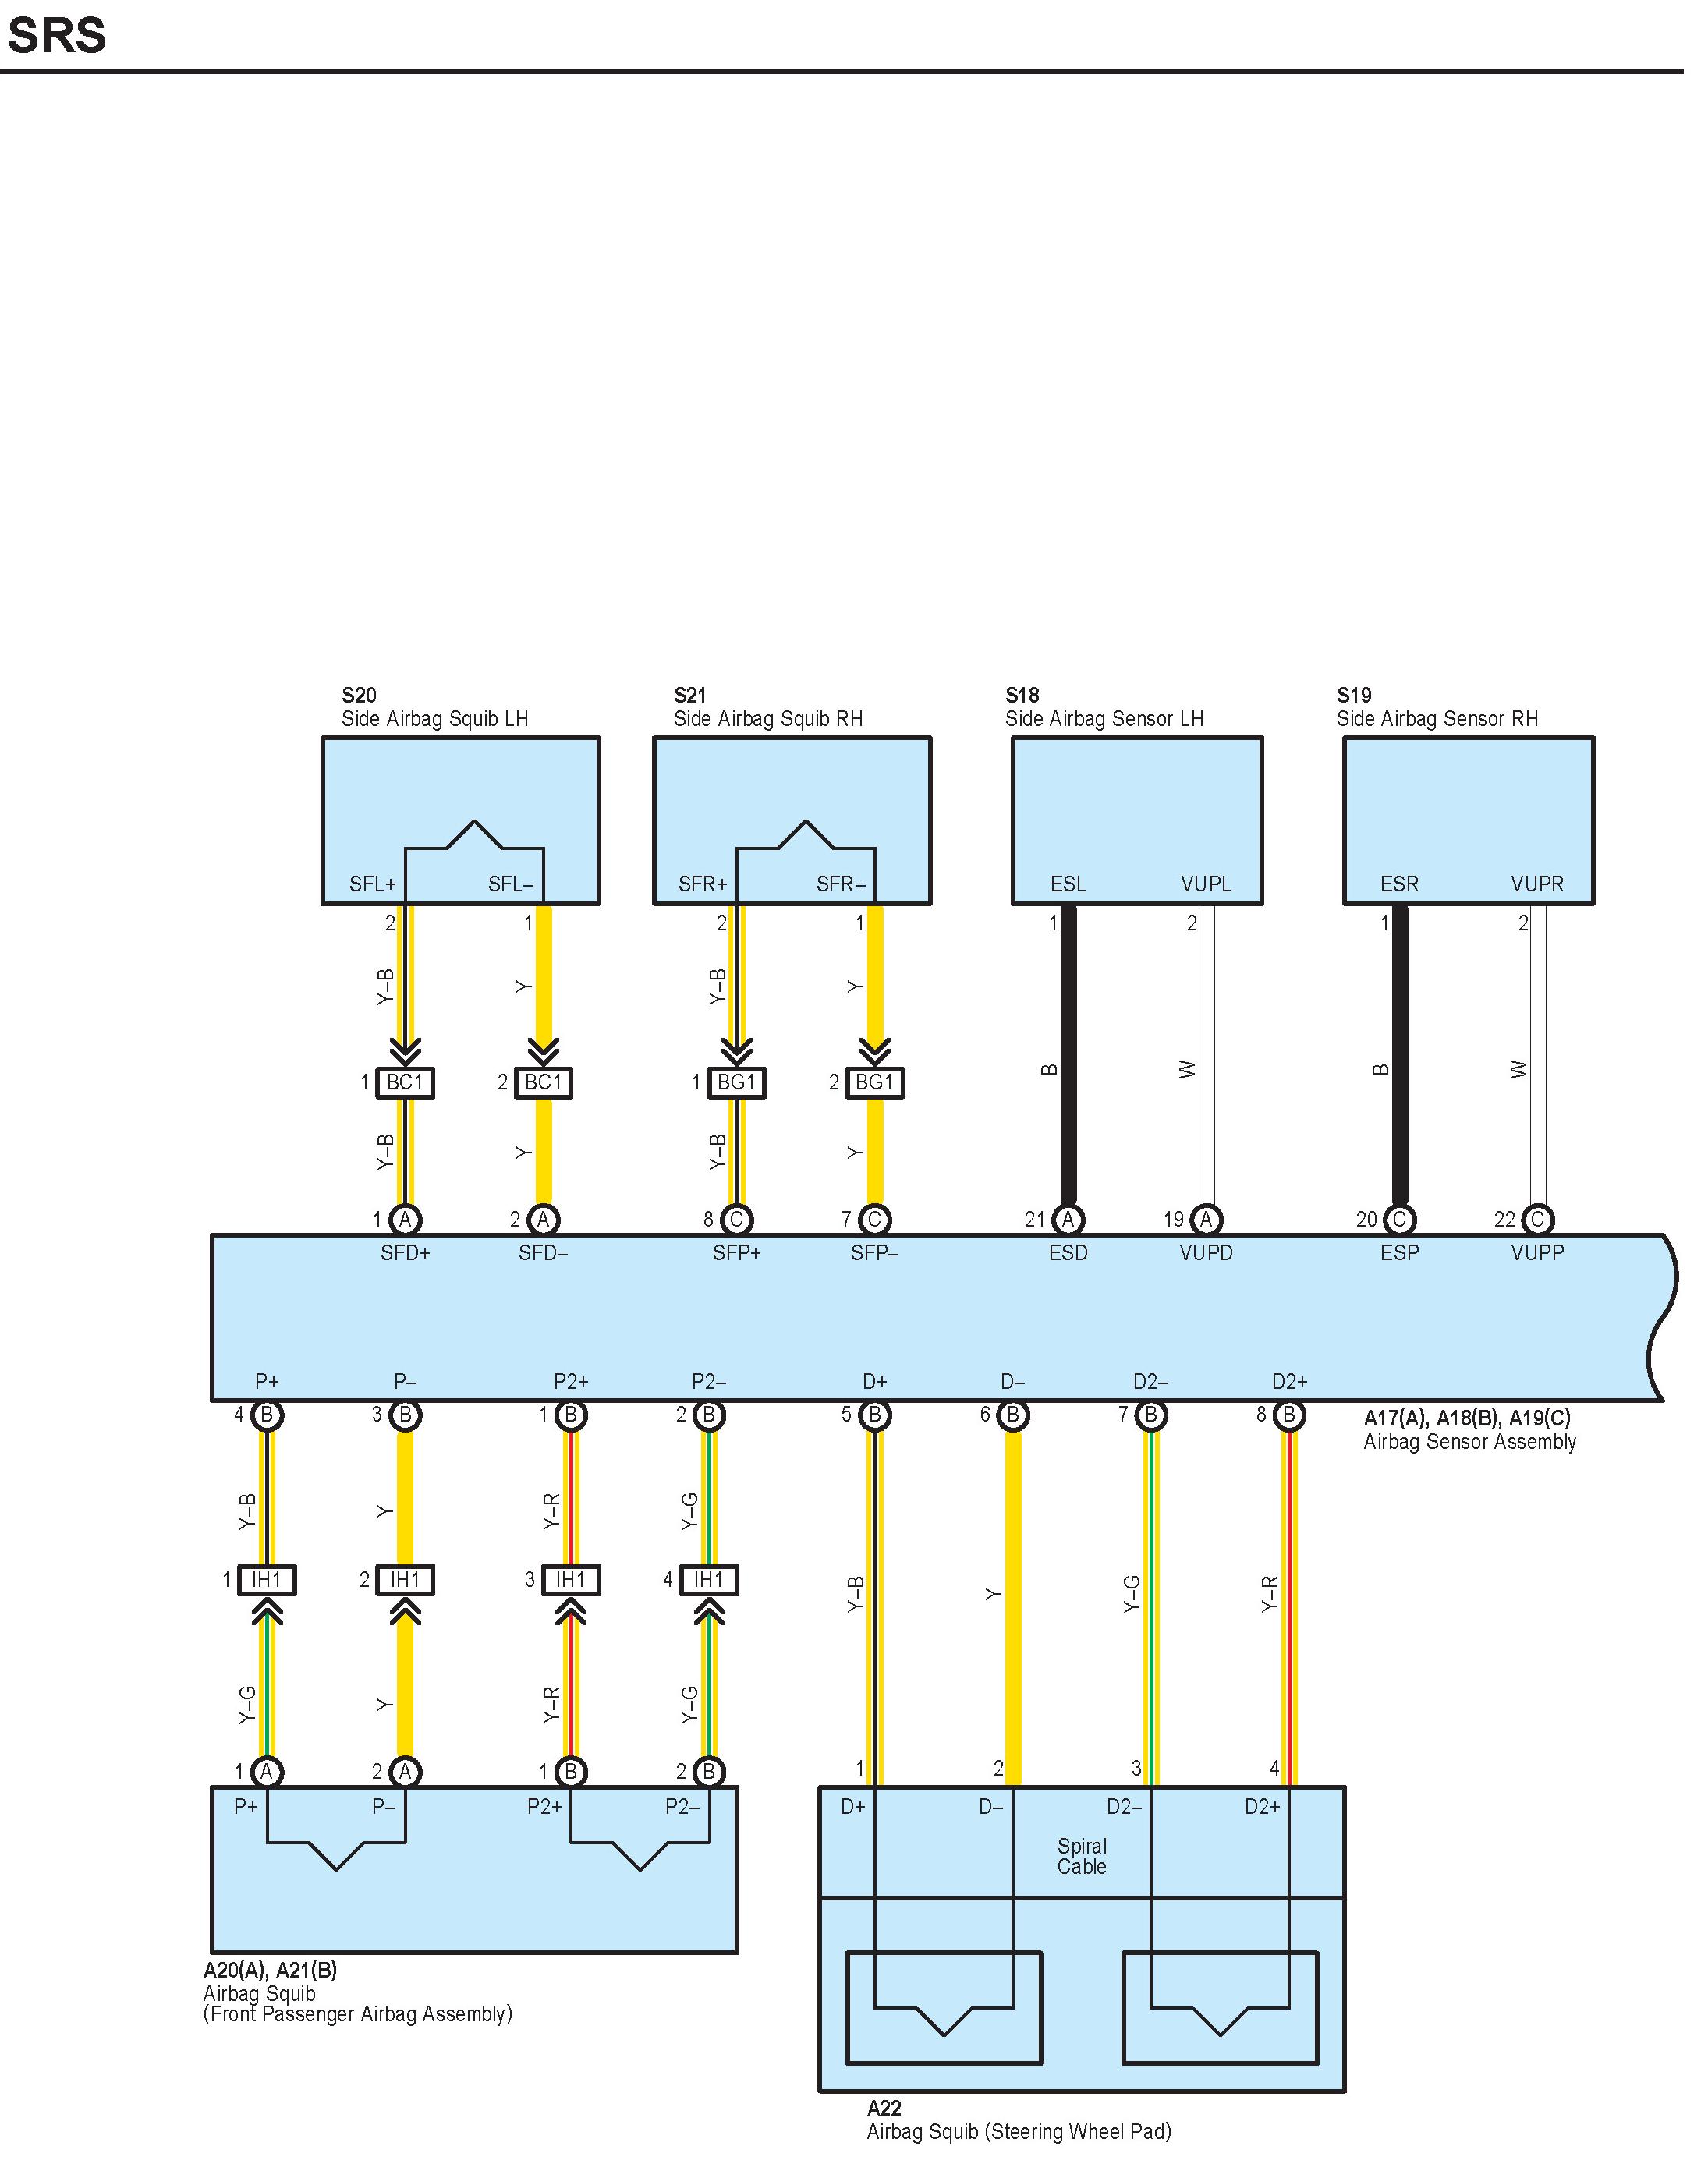 SRS
S20
Side Airbag Squib LH
S21
Side Airbag Squib RH
S18
Side Airbag Sensor LH
S19
Side Airbag Sensor RH
SFL+ SFL– SFR+ SFR– ESL VUPL ESR VUPR
2 1 2 1 1 2 1 2
Y–B Y Y–B Y
B W B W
1 BC1 2 BC1 1 BG1 2 BG1
Y–B Y Y–B Y
1 A 2 A 8 C 7 C 21 A 19 A 20 C 22 C
SFD+ SFD– SFP+ SFP– ESD VUPD ESP VUPP
P+ P– P2+ P2– D+ D– D2– D2+
4 B 3 B 1 B 2 B 5 B 6 B 7 B 8 B
A17(A), A18(B), A19(C)
Airbag Sensor Assembly
Y–B Y Y–R Y–G
1 IH1 2 IH1 3 IH1 4 IH1
Y–B Y Y–G Y–R
Y–G Y Y–R Y–G
1 A 2 A 1 B 2 B 1 2 3 4
P+ P– P2+ P2– D+ D– D2– D2+
Spiral
Cable
A20(A), A21(B)
Airbag Squib
(Front Passenger Airbag Assembly)
A22
Airbag Squib (Steering Wheel Pad)